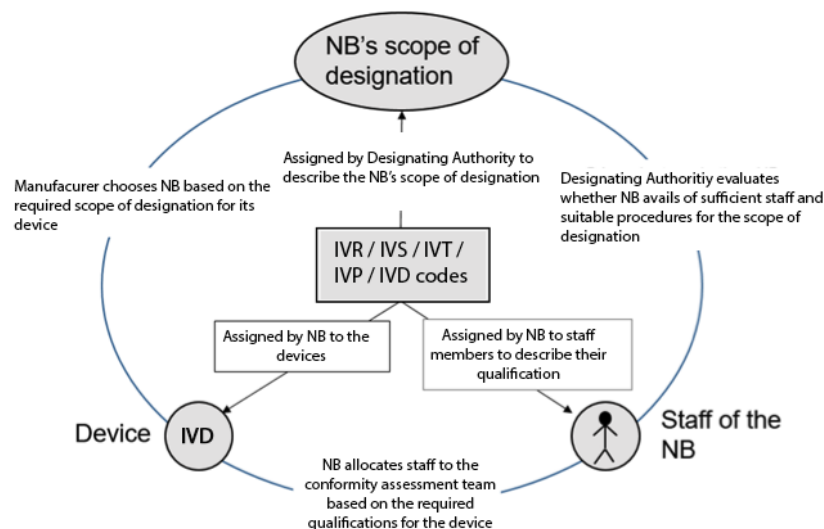 NB's scope of
designation
Assigned by Designating Authority to
describe the NB's scope of designation
Manufacurer chooses NB based on the
required scope of designation for its
device
Designating Authoritiy evaluates
whether NB avails of sufficient staff and
suitable procedures for the scope of
designation
IVR / IVS / IVT /
IVP / IVD codes
Assigned by NB to the
devices
Assigned by NB to staff
members to describe their
qualification
Device
IVD
Staff of the
NB
NB allocates staff to the
conformity assessment team
based on the required
qualifications for the device